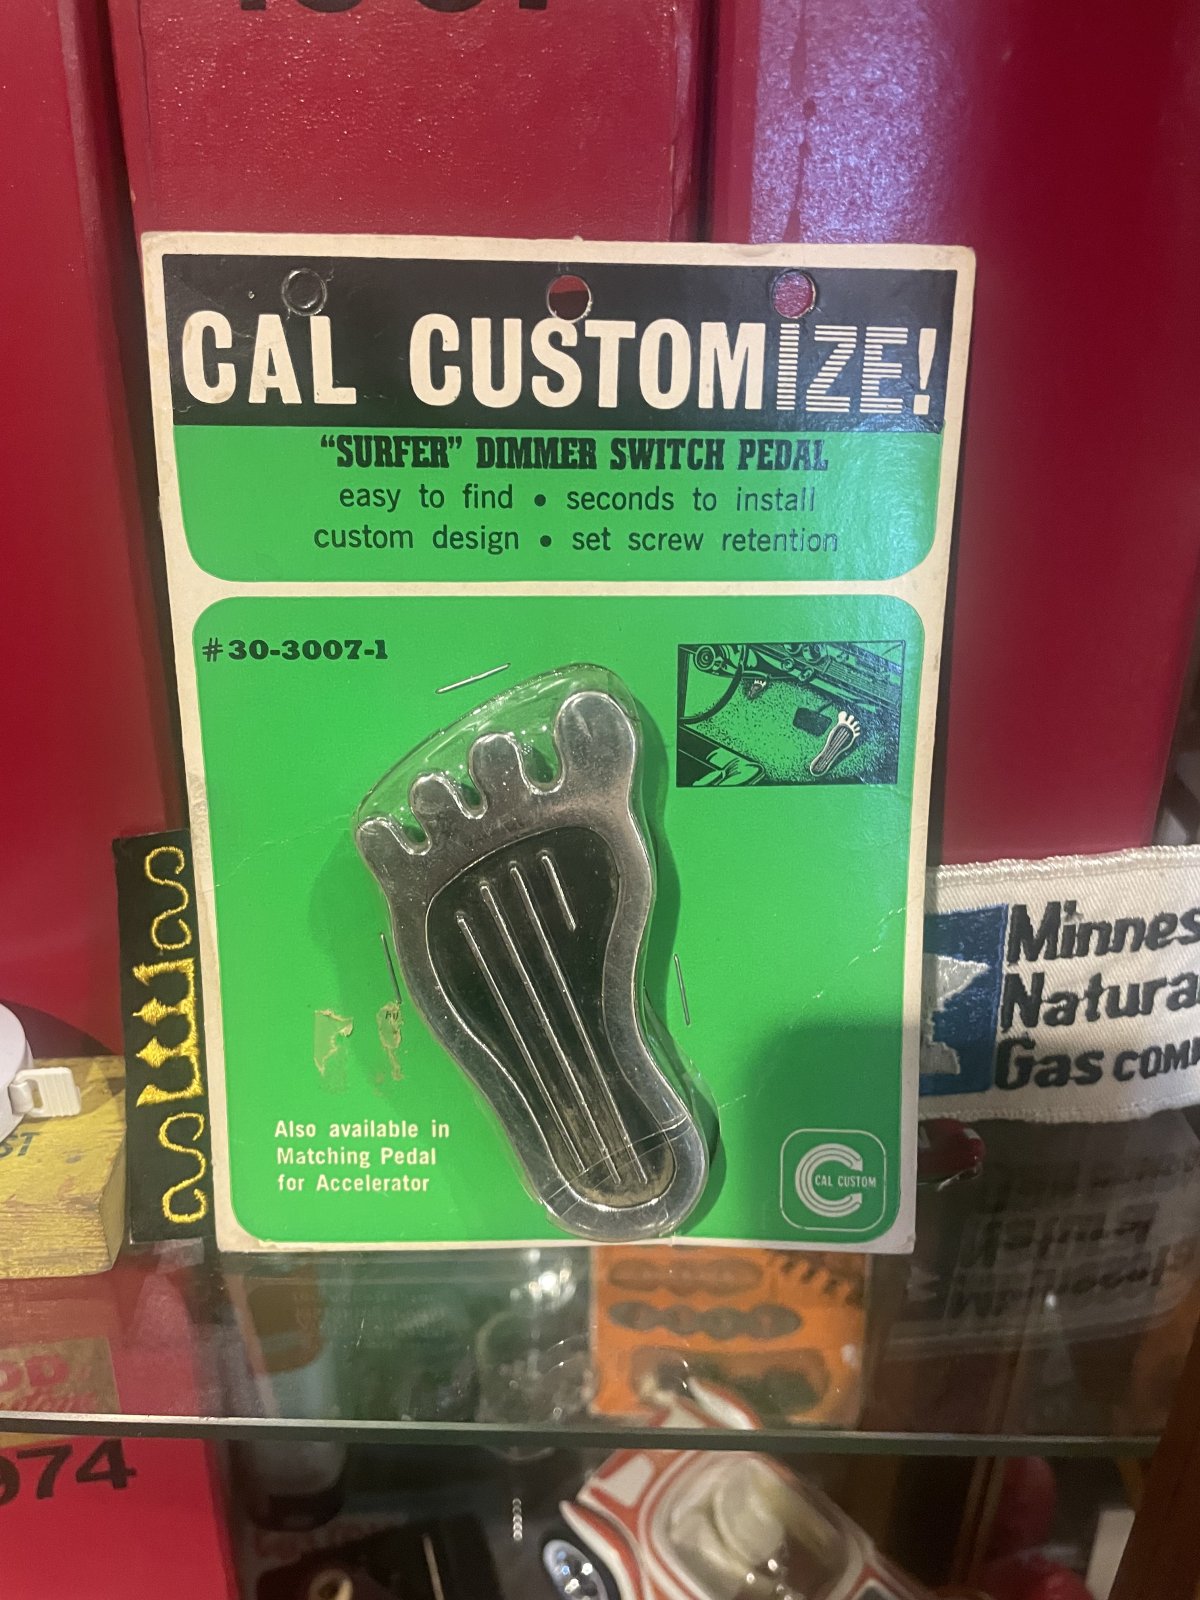 CAL CUSTOMIZE!
“SURFER” DIMMER SWITCH PEDAL
easy to find • seconds to install
custom design • set screw retention
#30-3007-1
Also available in
Matching Pedal
for Accelerator
CAL CUSTOM
Minnes
Natura
Gas COM
974